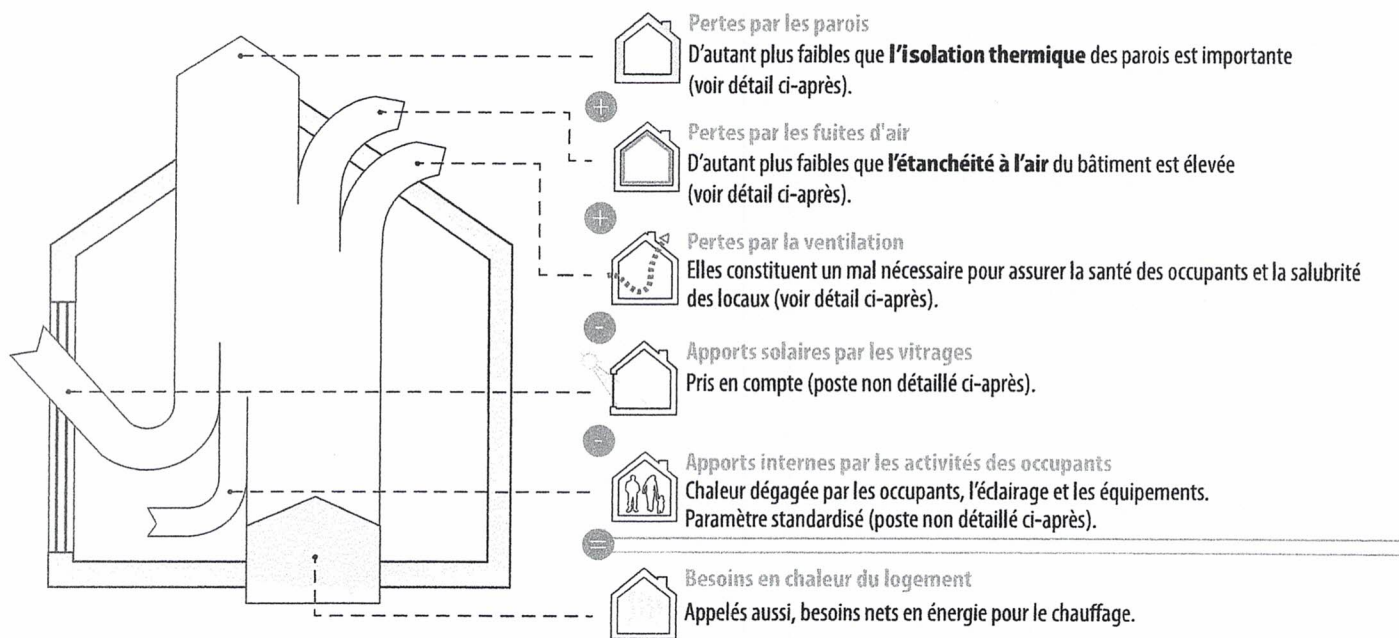 Pertes par les parois
D'autant plus faibles que l'isolation thermique des parois est importante
(voir détail ci-après).
+
Pertes par les fuites d'air
D'autant plus faibles que l'étanchéité à l'air du bâtiment est élevée
(voir détail ci-après).
+
Pertes par la ventilation
Elles constituent un mal nécessaire pour assurer la santé des occupants et la salubrité
des locaux (voir détail ci-après).
-
Apports solaires par les vitrages
Pris en compte (poste non détaillé ci-après).
-
Apports internes par les activités des occupants
Chaleur dégagée par les occupants, l'éclairage et les équipements.
Paramètre standardisé (poste non détaillé ci-après).
=
Besoins en chaleur du logement
Appelés aussi, besoins nets en énergie pour le chauffage.